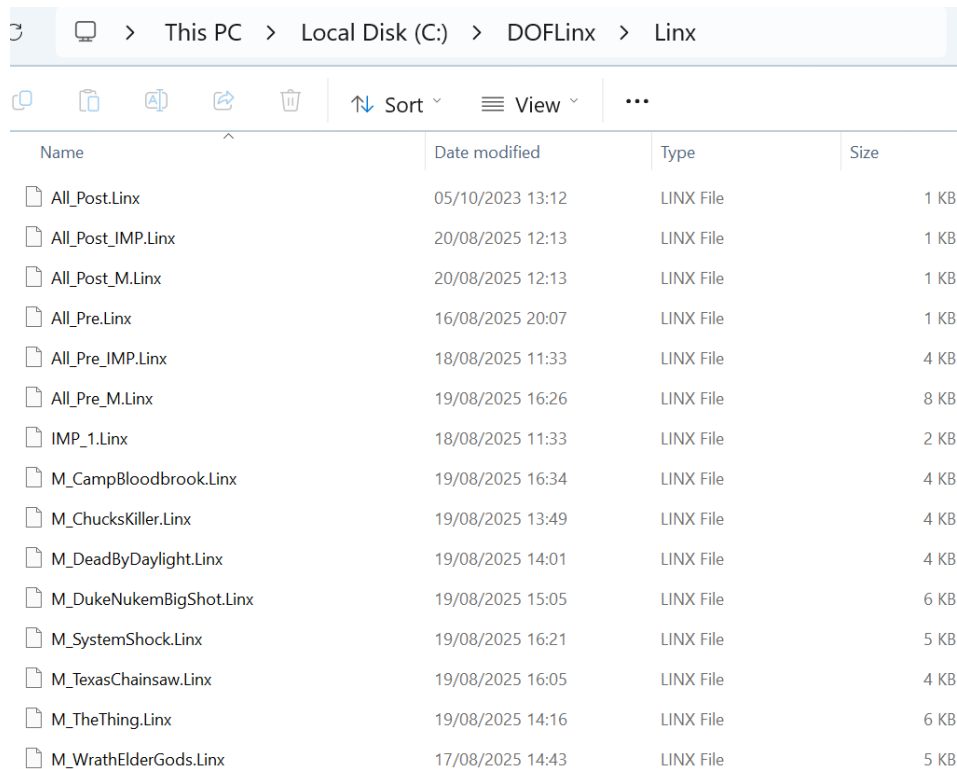 This PC > Local Disk (C:) > DOFLinx > Linx
Sort View ...
Name Date modified Type Size
All_Post.Linx 05/10/2023 13:12 LINX File 1 KB
All_Post_IMP.Linx 20/08/2025 12:13 LINX File 1 KB
All_Post_M.Linx 20/08/2025 12:13 LINX File 1 KB
All_Pre.Linx 16/08/2025 20:07 LINX File 1 KB
All_Pre_IMP.Linx 18/08/2025 11:33 LINX File 4 KB
All_Pre_M.Linx 19/08/2025 16:26 LINX File 8 KB
IMP_1.Linx 18/08/2025 11:33 LINX File 2 KB
M_CampBloodbrook.Linx 19/08/2025 16:34 LINX File 4 KB
M_ChucksKiller.Linx 19/08/2025 13:49 LINX File 4 KB
M_DeadByDaylight.Linx 19/08/2025 14:01 LINX File 4 KB
M_DukeNukemBigShot.Linx 19/08/2025 15:05 LINX File 6 KB
M_SystemShock.Linx 19/08/2025 16:21 LINX File 5 KB
M_TexasChainsaw.Linx 19/08/2025 16:05 LINX File 4 KB
M_TheThing.Linx 19/08/2025 14:16 LINX File 6 KB
M_WrathElderGods.Linx 17/08/2025 14:43 LINX File 5 KB